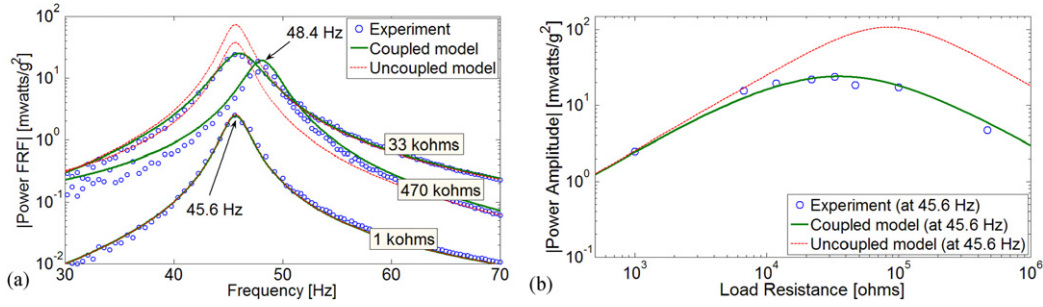 |Power FRF| [mwatts/g²]
10²
10¹
10⁰
10⁻¹
10⁻²
30
40
50
60
70
Frequency [Hz]
(a)
Experiment
Coupled model
Uncoupled model
48.4 Hz
45.6 Hz
33 kohms
470 kohms
1 kohms
|Power Amplitude| [mwatts/g²]
10²
10¹
10⁰
10⁻¹
10³
10⁴
10⁵
10⁶
Load Resistance [ohms]
(b)
Experiment (at 45.6 Hz)
Coupled model (at 45.6 Hz)
Uncoupled model (at 45.6 Hz)